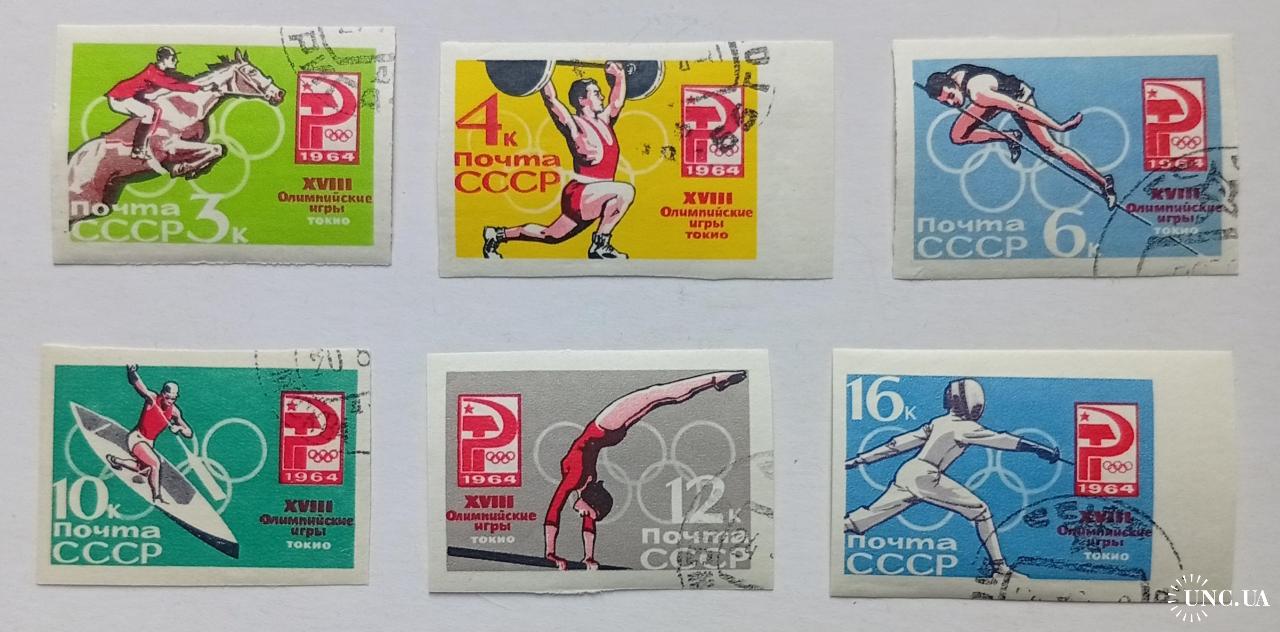 1964
XVIII
Олимпийские
игры
токио
Почта
СССР 3к
4к
Почта
СССР
1964
XVIII
Олимпийские
игры
токио
1964
XVIII
Олимпийские
игры
токио
Почта
СССР 6к
1964
XVIII
Олимпийские
игры
токио
10к
Почта
СССР
1964
XVIII
Олимпийские
игры
12к
Почта
СССР
16к
1964
XVIII
Олимпийские
игры
токио
Почта
СССР
UNC.UA